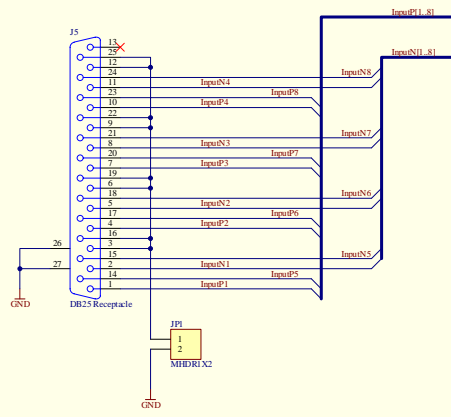 InputP[1..8]
J5
13
InputN[1..8]
25
12
24 InputN8
11 InputN4
23 InputP8
10 InputP4
22
9
21 InputN7
8 InputN3
20 InputP7
7 InputP3
19
6
18 InputN6
5 InputN2
17 InputP6
4 InputP2
16
26 3
15 InputN5
27 2 InputN1
14 InputP5
1 InputP1
GND DB25 Receptacle
JP1
1
2
MHDR1X2
GND